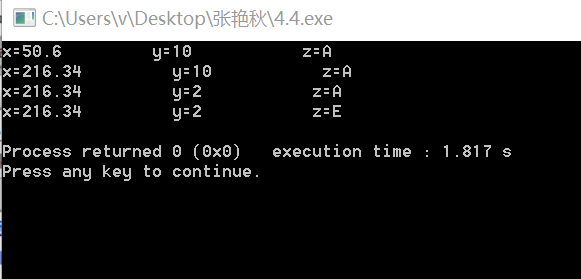 C:\Users\v\Desktop\张艳秋\4.4.exe
x=50.6         y=10           z=A
x=216.34         y=10           z=A
x=216.34         y=2           z=A
x=216.34         y=2           z=E
Process returned 0 (0x0)   execution time : 1.817 s
Press any key to continue.